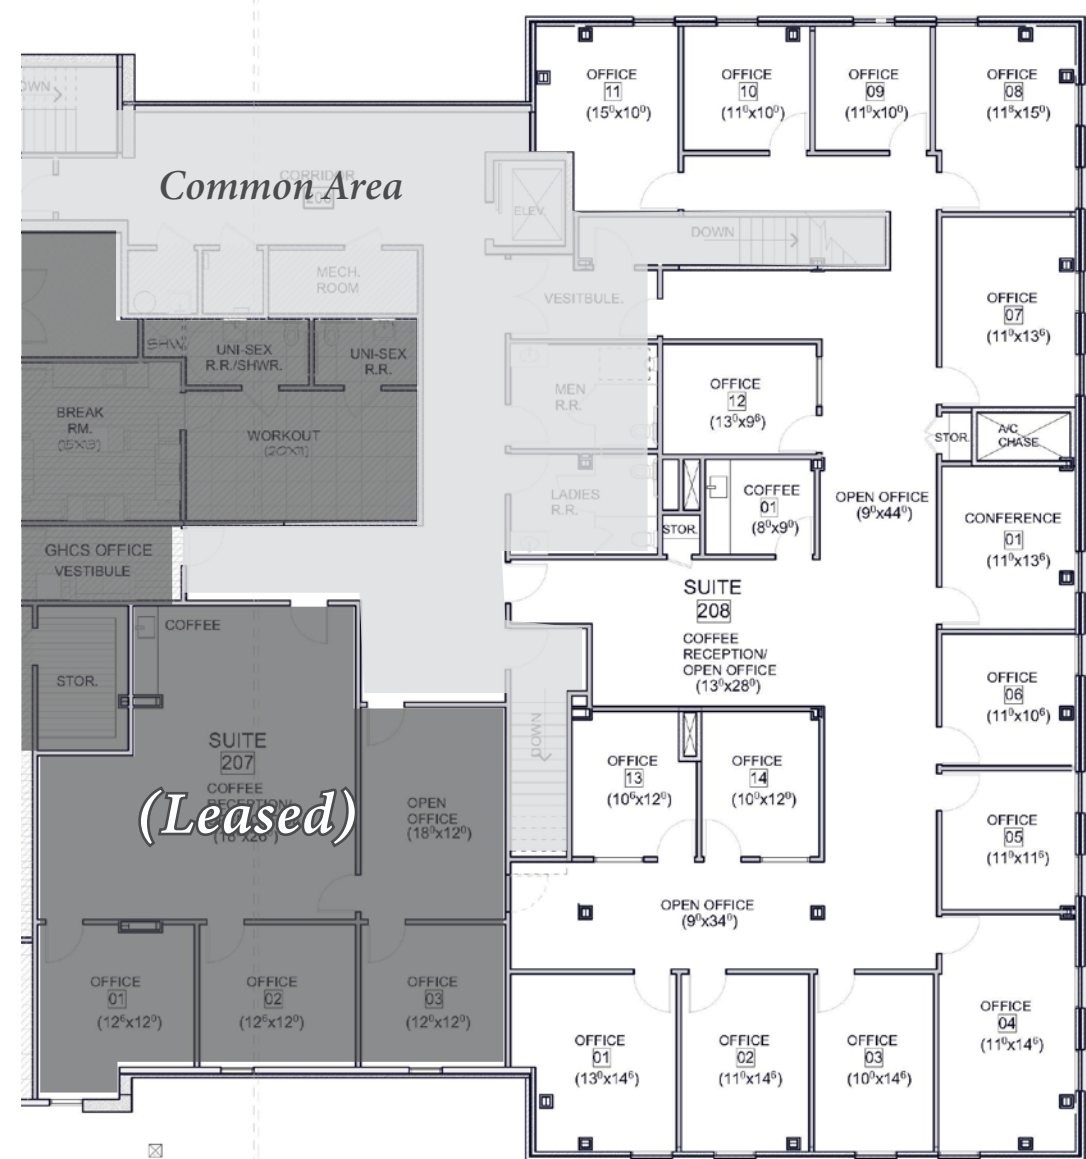 OFFICE
11
(15⁰x10⁰)
OFFICE
10
(11⁰x10⁰)
OFFICE
09
(11⁰x10⁰)
OFFICE
08
(11⁸x15⁰)
DOWN
Common Area
CORRIDOR
ELEV.
DOWN
MECH.
ROOM
VESITBULE.
OFFICE
07
(11⁰x13⁶)
SHW.
UNI-SEX
R.R./SHWR.
UNI-SEX
R.R.
MEN
R.R.
OFFICE
12
(13⁰x9⁶)
BREAK
RM.
(15X13)
WORKOUT
(20X11)
STOR.
A/C
CHASE
LADIES
R.R.
COFFEE
01
(8⁰x9⁰)
STOR.
OPEN OFFICE
(9⁰x44⁰)
CONFERENCE
01
(11⁰x13⁶)
GHCS OFFICE
VESTIBULE
SUITE
208
COFFEE
RECEPTION/
OPEN OFFICE
(13⁰x28⁰)
COFFEE
STOR.
OFFICE
06
(11⁰x10⁶)
SUITE
207
COFFEE
RECEPTION/
(Leased)
OPEN
OFFICE
(18⁰x12⁰)
DOWN
OFFICE
13
(10⁶x12⁰)
OFFICE
14
(10⁰x12⁰)
OFFICE
05
(11⁰x11⁶)
OPEN OFFICE
(9⁰x34⁰)
OFFICE
01
(12⁶x12⁰)
OFFICE
02
(12⁶x12⁰)
OFFICE
03
(12⁰x12⁰)
OFFICE
04
(11⁰x14⁶)
OFFICE
01
(13⁰x14⁶)
OFFICE
02
(11⁰x14⁶)
OFFICE
03
(10⁰x14⁶)